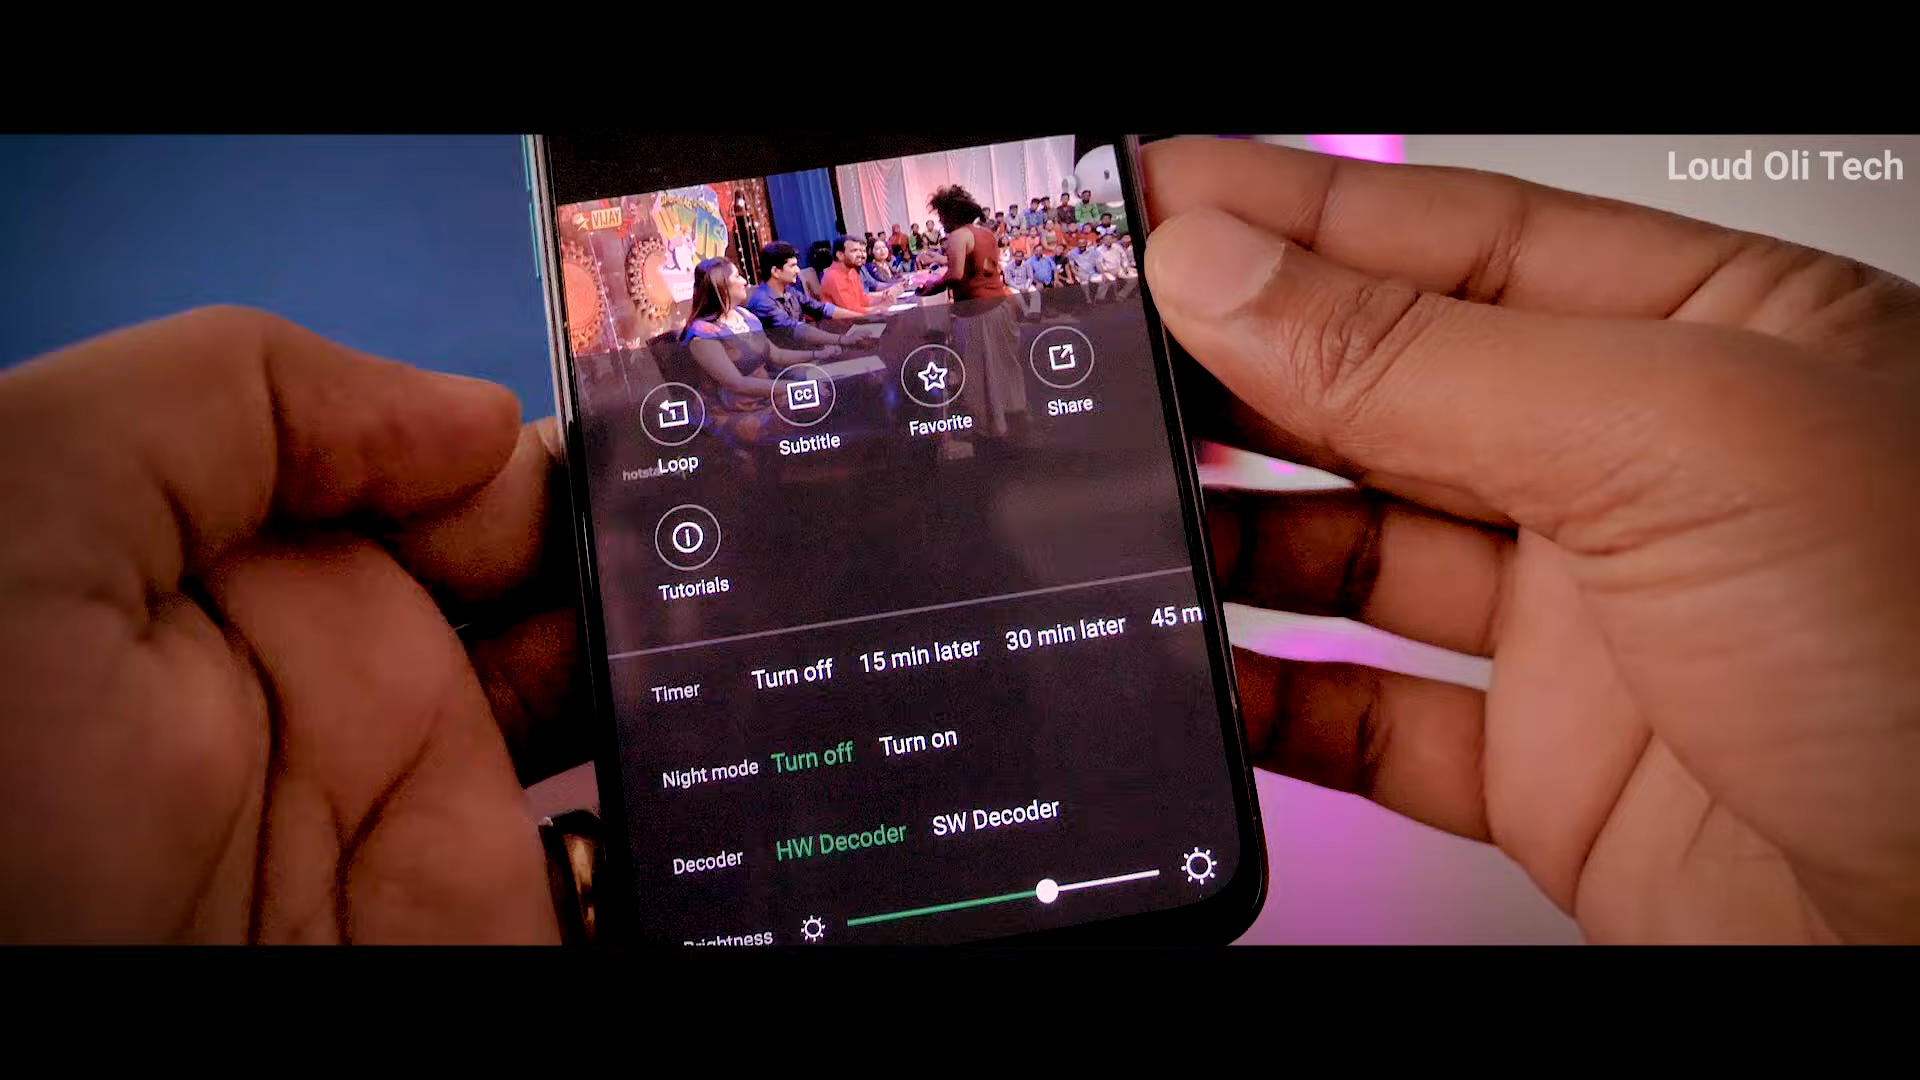 Loud Oli Tech
VIJAY
Loop
Subtitle
Favorite
Share
Tutorials
Timer Turn off 15 min later 30 min later 45 m
Night mode Turn off Turn on
Decoder HW Decoder SW Decoder
Brightness